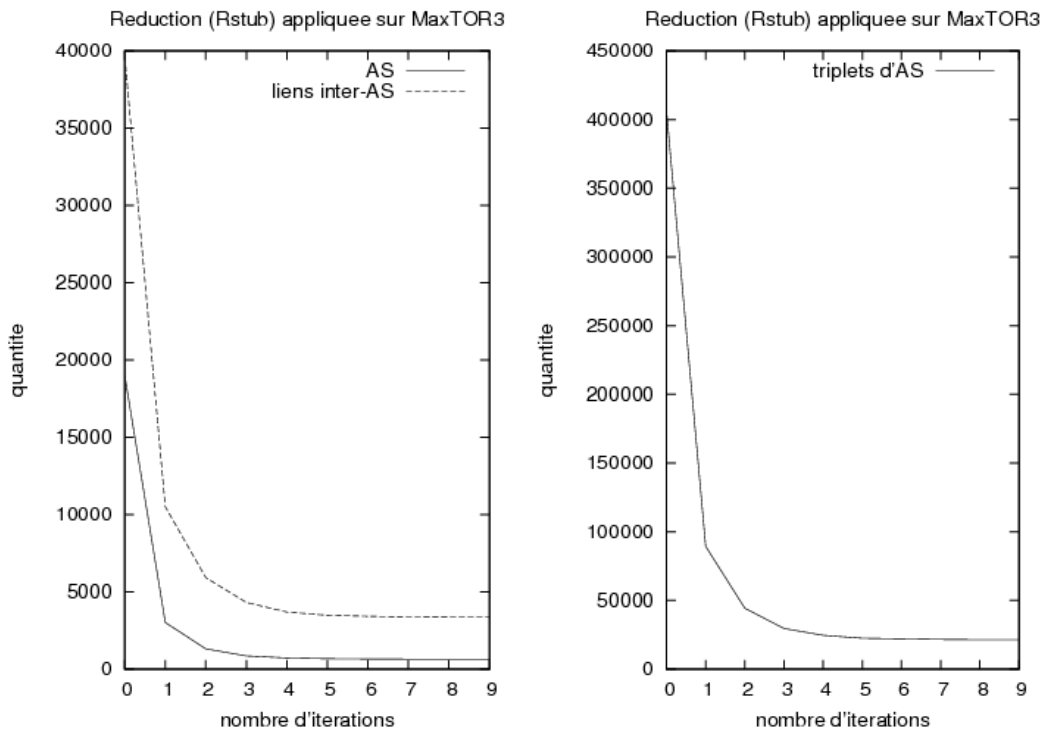 Reduction (Rstub) appliquee sur MaxTOR3
40000
35000
30000
25000
20000
15000
10000
5000
0
quantite
AS
liens inter-AS
0 1 2 3 4 5 6 7 8 9
nombre d'iterations
Reduction (Rstub) appliquee sur MaxTOR3
450000
400000
350000
300000
250000
200000
150000
100000
50000
0
quantite
triplets d'AS
0 1 2 3 4 5 6 7 8 9
nombre d'iterations